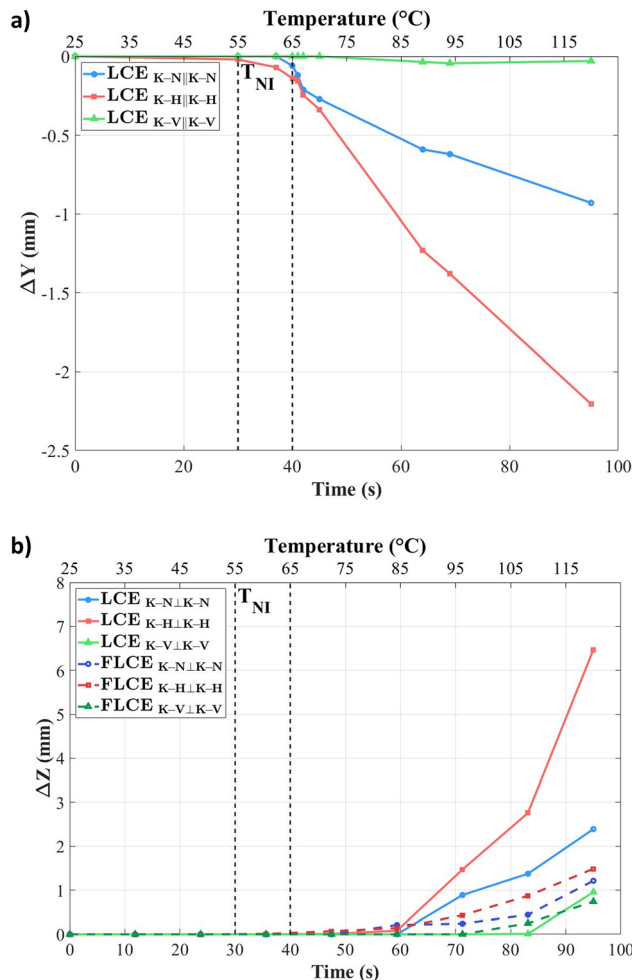 a)
Temperature (°C)
25 35 45 55 65 75 85 95 105 115
LCE K–N∥K–N
LCE K–H∥K–H
LCE K–V∥K–V
T NI
0
-0.5
-1
-1.5
-2
-2.5
ΔY (mm)
0 20 40 60 80 100
Time (s)
b)
Temperature (°C)
25 35 45 55 65 75 85 95 105 115
LCE K–N⊥K–N
LCE K–H⊥K–H
LCE K–V⊥K–V
FLCE K–N⊥K–N
FLCE K–H⊥K–H
FLCE K–V⊥K–V
T NI
8
7
6
5
4
3
2
1
0
ΔZ (mm)
0 10 20 30 40 50 60 70 80 90 100
Time (s)